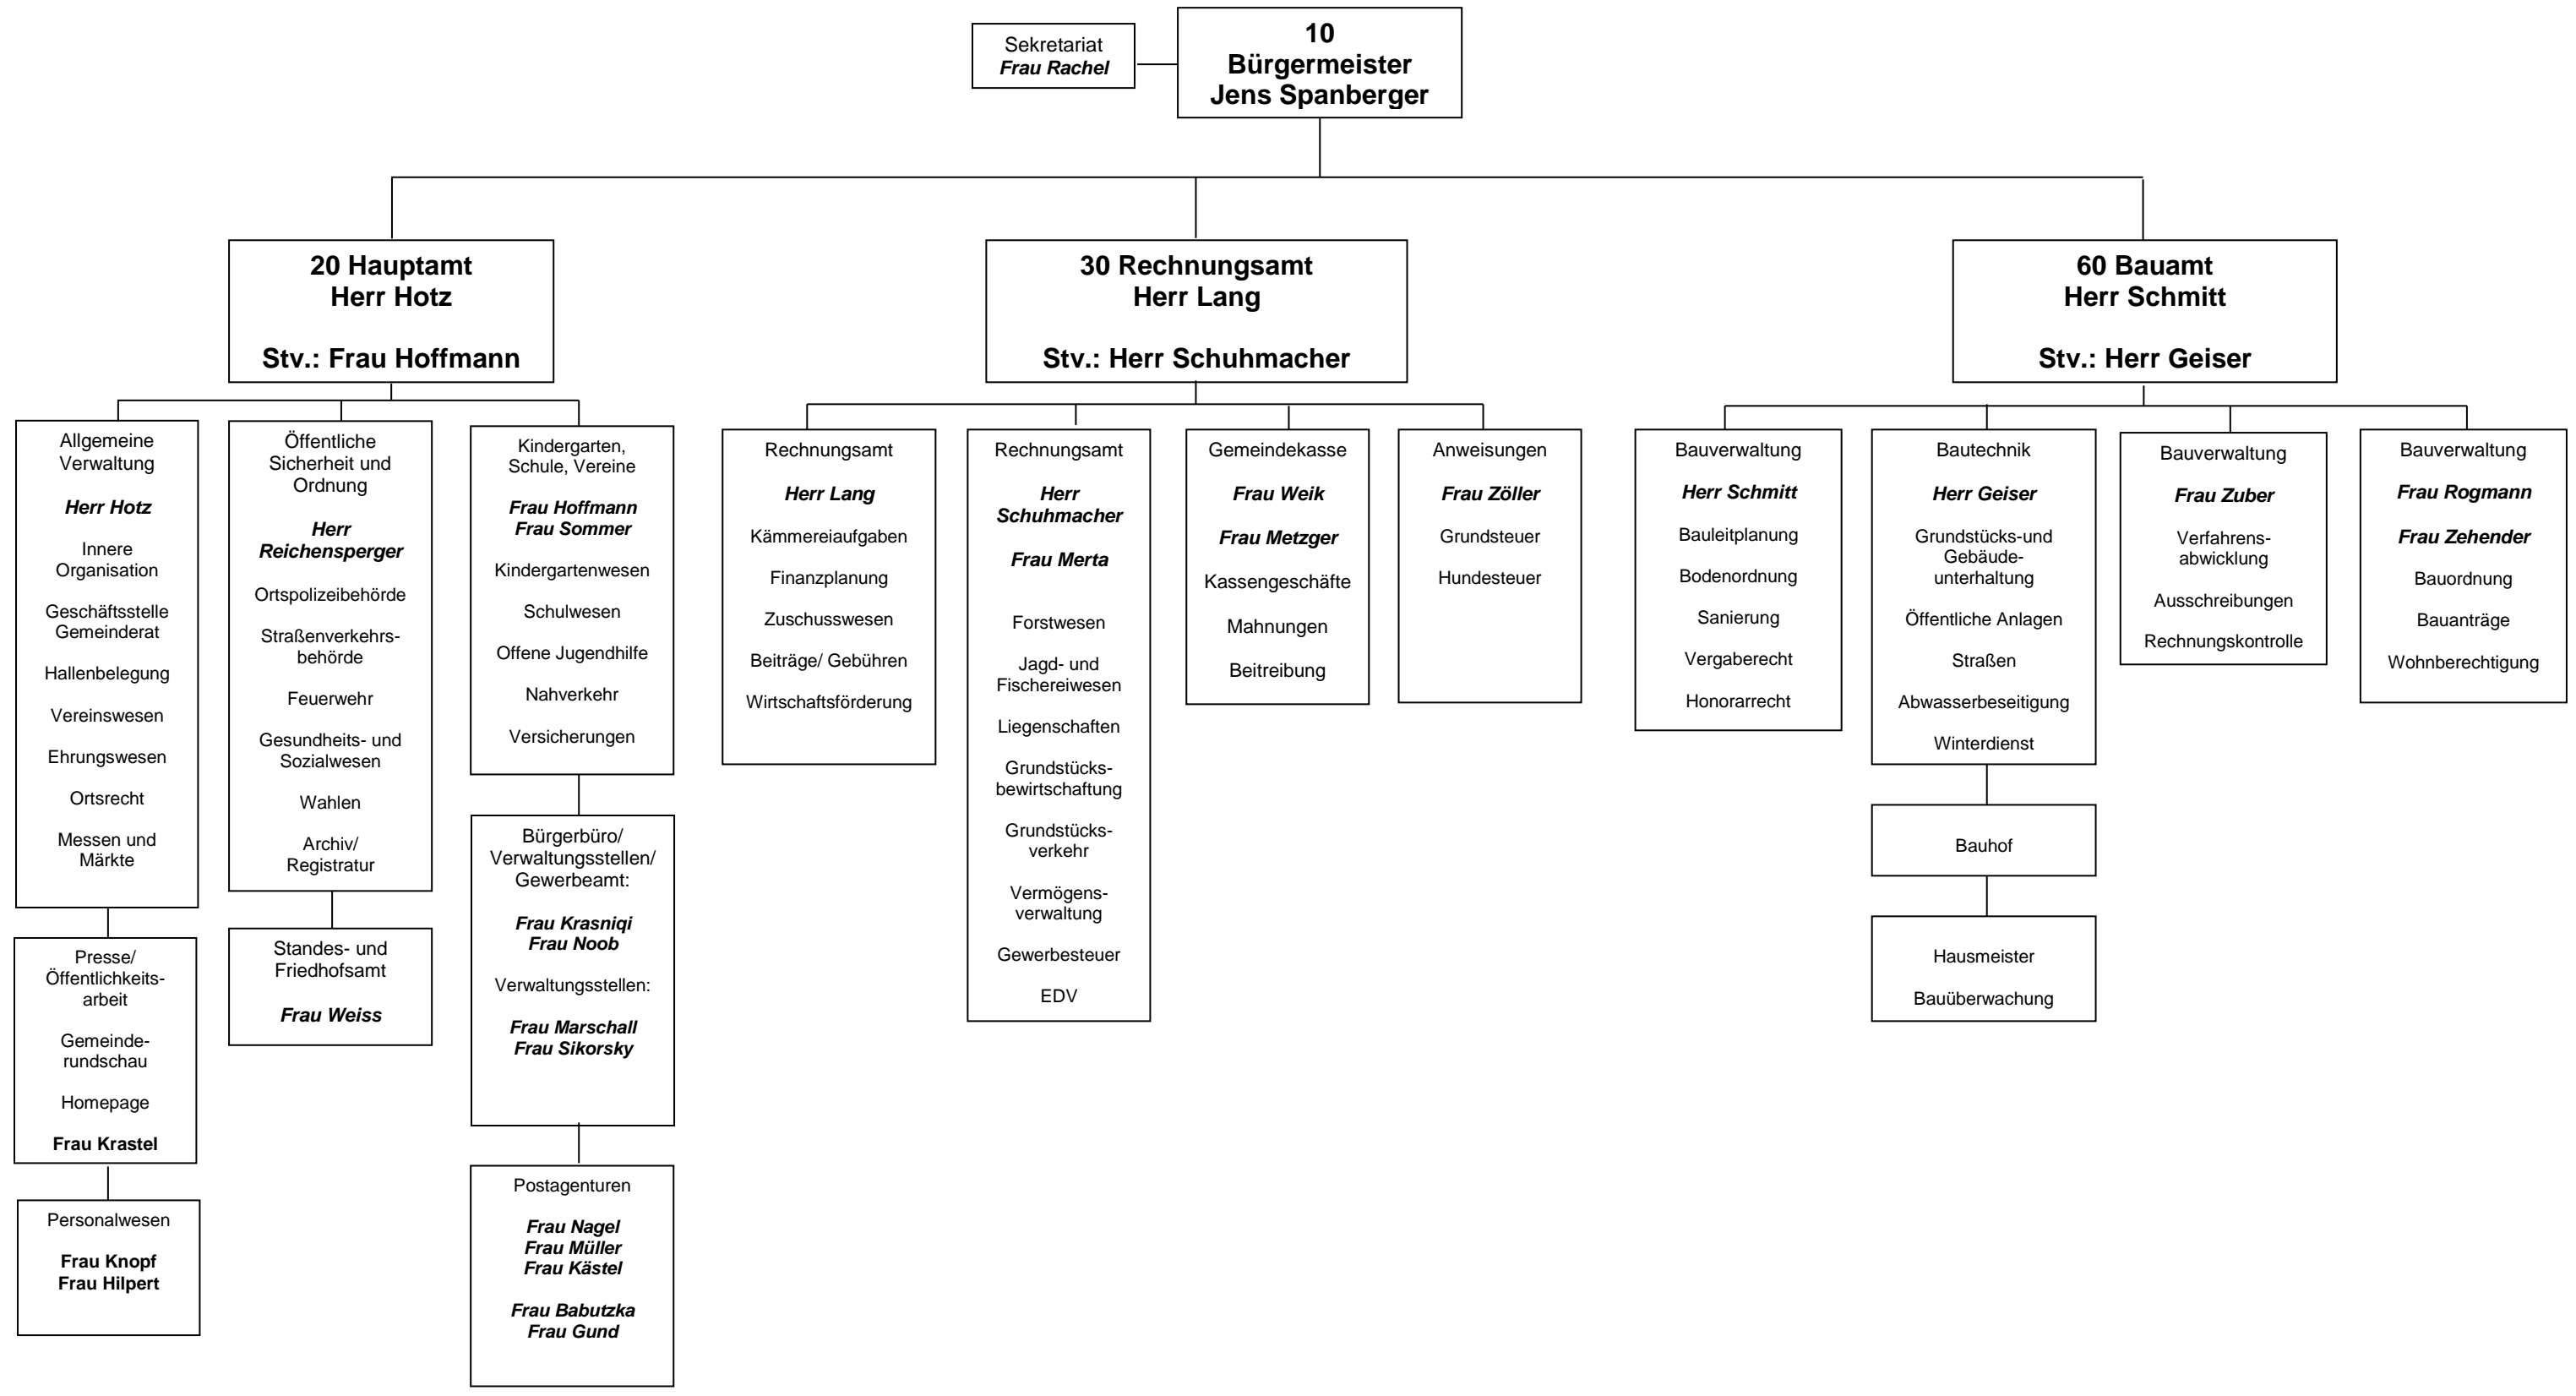 Sekretariat
Frau Rachel
10
Bürgermeister
Jens Spanberger
20 Hauptamt
Herr Hotz
Stv.: Frau Hoffmann
30 Rechnungsamt
Herr Lang
Stv.: Herr Schuhmacher
60 Bauamt
Herr Schmitt
Stv.: Herr Geiser
Allgemeine
Verwaltung
Herr Hotz
Innere
Organisation
Geschäftsstelle
Gemeinderat
Hallenbelegung
Vereinswesen
Ehrungswesen
Ortsrecht
Messen und
Märkte
Presse/
Öffentlichkeits-
arbeit
Gemeinde-
rundschau
Homepage
Frau Krastel
Personalwesen
Frau Knopf
Frau Hilpert
Öffentliche
Sicherheit und
Ordnung
Herr
Reichensperger
Ortspolizeibehörde
Straßenverkehrs-
behörde
Feuerwehr
Gesundheits- und
Sozialwesen
Wahlen
Archiv/
Registratur
Standes- und
Friedhofsamt
Frau Weiss
Kindergarten,
Schule, Vereine
Frau Hoffmann
Frau Sommer
Kindergartenwesen
Schulwesen
Offene Jugendhilfe
Nahverkehr
Versicherungen
Bürgerbüro/
Verwaltungsstellen/
Gewerbeamt:
Frau Krasniqi
Frau Noob
Verwaltungsstellen:
Frau Marschall
Frau Sikorsky
Postagenturen
Frau Nagel
Frau Müller
Frau Kästel
Frau Babutzka
Frau Gund
Rechnungsamt
Herr Lang
Kämmereiaufgaben
Finanzplanung
Zuschusswesen
Beiträge/ Gebühren
Wirtschaftsförderung
Rechnungsamt
Herr
Schuhmacher
Frau Merta
Forstwesen
Jagd- und
Fischereiwesen
Liegenschaften
Grundstücks-
bewirtschaftung
Grundstücks-
verkehr
Vermögens-
verwaltung
Gewerbesteuer
EDV
Gemeindekasse
Frau Weik
Frau Metzger
Kassengeschäfte
Mahnungen
Beitreibung
Anweisungen
Frau Zöller
Grundsteuer
Hundesteuer
Bauverwaltung
Herr Schmitt
Bauleitplanung
Bodenordnung
Sanierung
Vergaberecht
Honorarrecht
Bautechnik
Herr Geiser
Grundstücks-und
Gebäude-
unterhaltung
Öffentliche Anlagen
Straßen
Abwasserbeseitigung
Winterdienst
Bauhof
Hausmeister
Bauüberwachung
Bauverwaltung
Frau Zuber
Verfahrens-
abwicklung
Ausschreibungen
Rechnungskontrolle
Bauverwaltung
Frau Rogmann
Frau Zehender
Bauordnung
Bauanträge
Wohnberechtigung